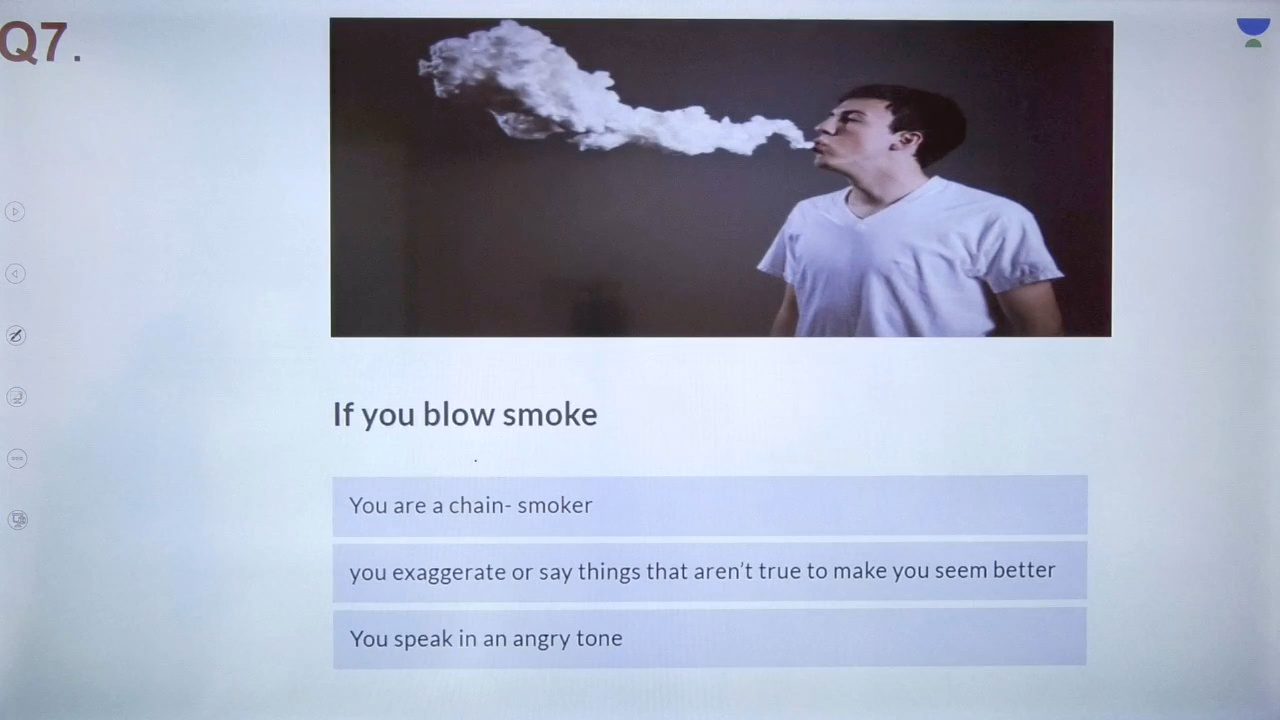 Q7.
If you blow smoke
You are a chain- smoker
you exaggerate or say things that aren't true to make you seem better
You speak in an angry tone